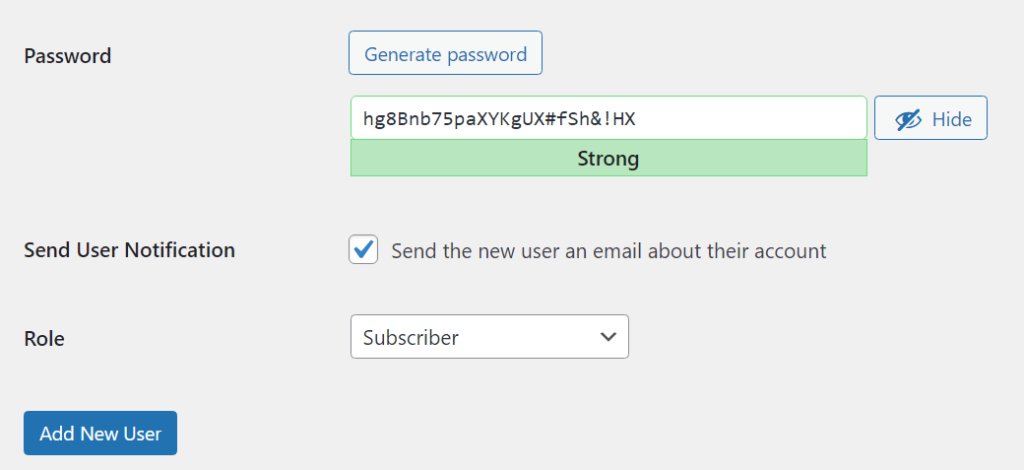 Password
Generate password
hg8Bnb75paXYKgUX#fSh&!HX
Hide
Strong
Send User Notification
Send the new user an email about their account
Role
Subscriber
Add New User